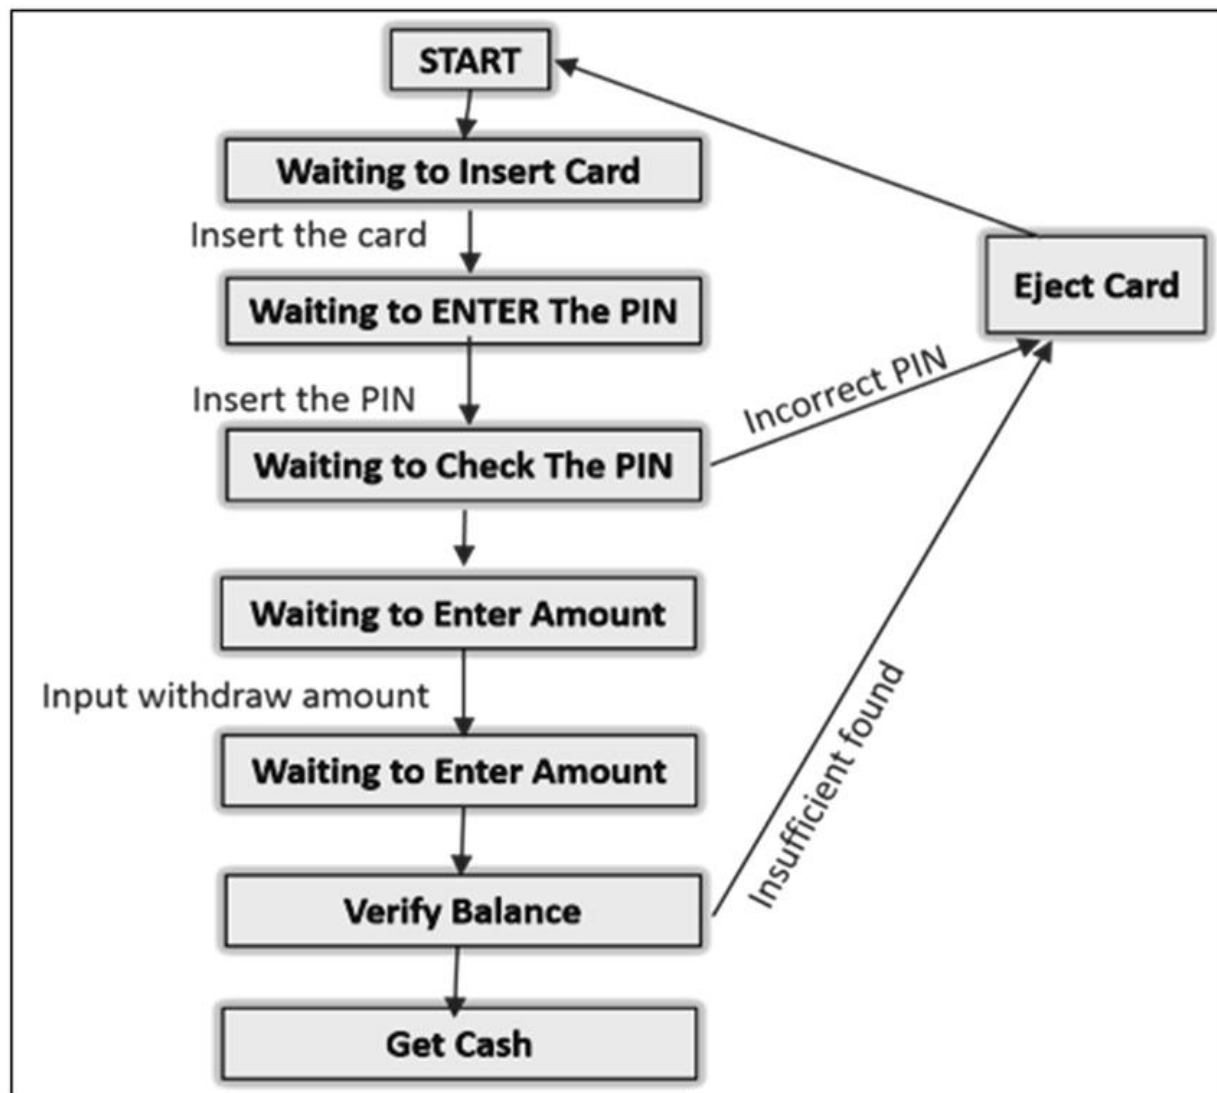 START
Waiting to Insert Card
Insert the card
Eject Card
Waiting to ENTER The PIN
Incorrect PIN
Insert the PIN
Waiting to Check The PIN
Waiting to Enter Amount
Input withdraw amount
Insufficient found
Waiting to Enter Amount
Verify Balance
Get Cash